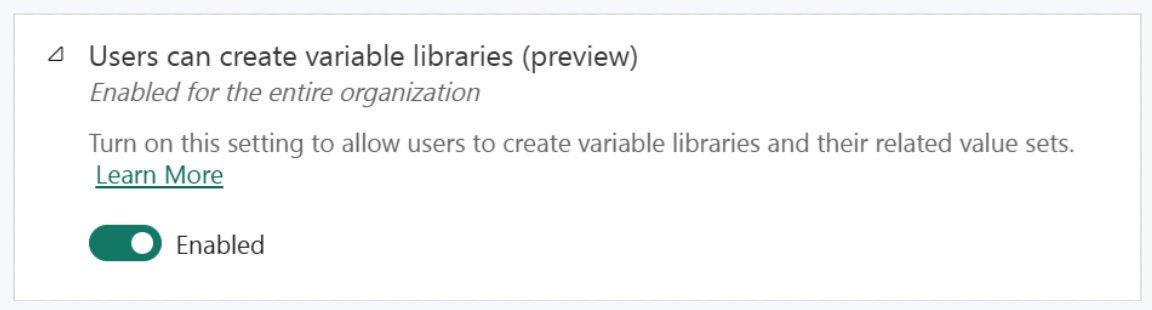 Users can create variable libraries (preview)
Enabled for the entire organization
Turn on this setting to allow users to create variable libraries and their related value sets.
Learn More
Enabled